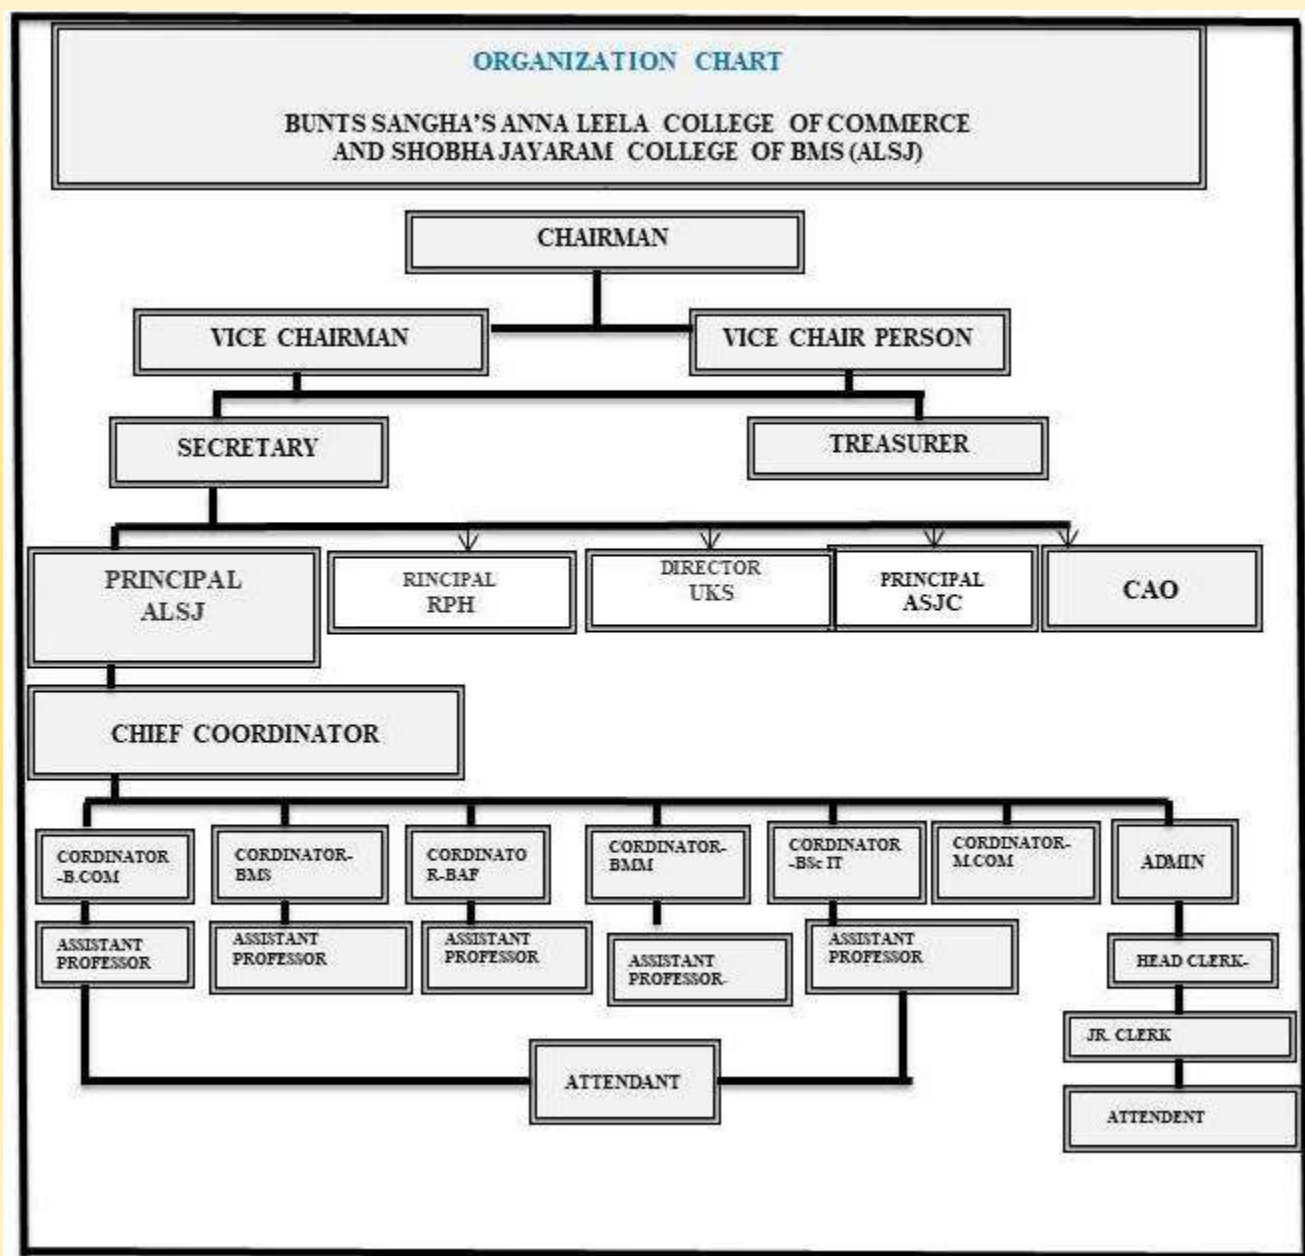 ORGANIZATION CHART
BUNTS SANGHA'S ANNA LEELA COLLEGE OF COMMERCE
AND SHOBHA JAYARAM COLLEGE OF BMS (ALSJ)
CHAIRMAN
VICE CHAIRMAN
VICE CHAIR PERSON
SECRETARY
TREASURER
PRINCIPAL
ALSJ
RINCIPAL
RPH
DIRECTOR
UKS
PRINCIPAL
ASJC
CAO
CHIEF COORDINATOR
CORDINATOR
-B.COM
CORDINATOR-
BMS
CORDINATO
R-BAF
CORDINATOR-
BMM
CORDINATOR
-BSc IT
CORDINATOR-
M.COM
ADMIN
ASSISTANT
PROFESSOR
ASSISTANT
PROFESSOR
ASSISTANT
PROFESSOR
ASSISTANT
PROFESSOR-
ASSISTANT
PROFESSOR
HEAD CLERK-
JR. CLERK
ATTENDANT
ATTENDENT